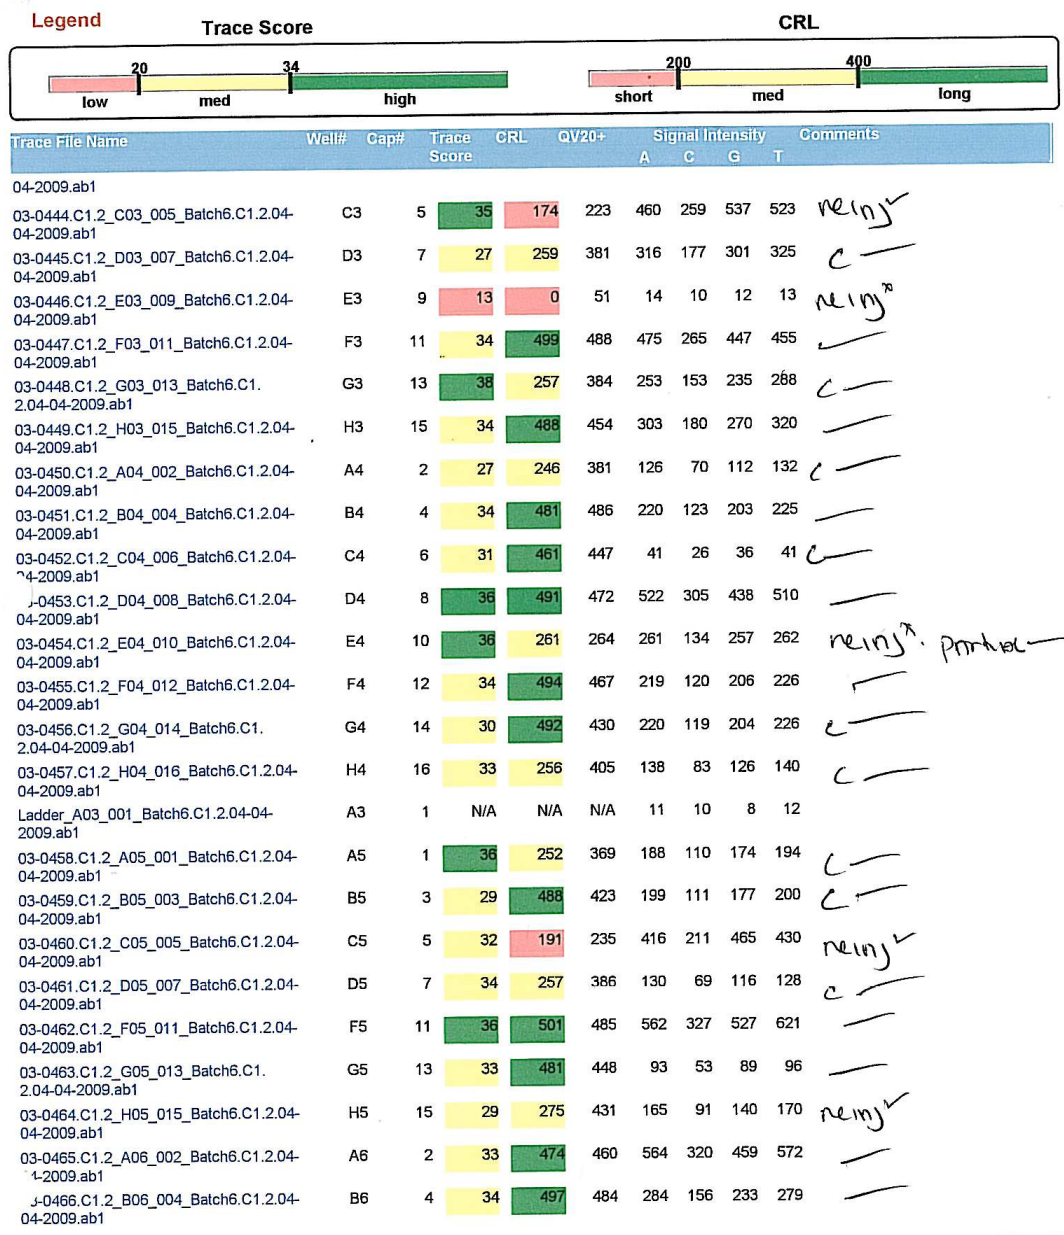 Legend
Trace Score
CRL
20 34
200 400
low med high
short med long
Trace File Name Well# Cap# Trace Score CRL QV20+ Signal Intensity Comments
A C G T
04-2009.ab1
03-0444.C1.2_C03_005_Batch6.C1.2.04- C3 5 35 174 223 460 259 537 523 reinj
04-2009.ab1
03-0445.C1.2_D03_007_Batch6.C1.2.04- D3 7 27 259 381 316 177 301 325 C
04-2009.ab1
03-0446.C1.2_E03_009_Batch6.C1.2.04- E3 9 13 0 51 14 10 12 13 reinj
04-2009.ab1
03-0447.C1.2_F03_011_Batch6.C1.2.04- F3 11 34 499 488 475 265 447 455
04-2009.ab1
03-0448.C1.2_G03_013_Batch6.C1. G3 13 38 257 384 253 153 235 268 C
2.04-04-2009.ab1
03-0449.C1.2_H03_015_Batch6.C1.2.04- H3 15 34 488 454 303 180 270 320
04-2009.ab1
03-0450.C1.2_A04_002_Batch6.C1.2.04- A4 2 27 246 381 126 70 112 132 C
04-2009.ab1
03-0451.C1.2_B04_004_Batch6.C1.2.04- B4 4 34 481 486 220 123 203 225
04-2009.ab1
03-0452.C1.2_C04_006_Batch6.C1.2.04- C4 6 31 461 447 41 26 36 41 C
4-2009.ab1
-0453.C1.2_D04_008_Batch6.C1.2.04- D4 8 36 491 472 522 305 438 510
04-2009.ab1
03-0454.C1.2_E04_010_Batch6.C1.2.04- E4 10 36 261 264 261 134 257 262 reinj
04-2009.ab1
03-0455.C1.2_F04_012_Batch6.C1.2.04- F4 12 34 494 467 219 120 206 226
04-2009.ab1
03-0456.C1.2_G04_014_Batch6.C1. G4 14 30 492 430 220 119 204 226 C
2.04-04-2009.ab1
03-0457.C1.2_H04_016_Batch6.C1.2.04- H4 16 33 256 405 138 83 126 140 C
04-2009.ab1
Ladder_A03_001_Batch6.C1.2.04-04- A3 1 N/A N/A N/A 11 10 8 12
2009.ab1
03-0458.C1.2_A05_001_Batch6.C1.2.04- A5 1 36 252 369 188 110 174 194 C
04-2009.ab1
03-0459.C1.2_B05_003_Batch6.C1.2.04- B5 3 29 488 423 199 111 177 200 C
04-2009.ab1
03-0460.C1.2_C05_005_Batch6.C1.2.04- C5 5 32 191 235 416 211 465 430 reinj
04-2009.ab1
03-0461.C1.2_D05_007_Batch6.C1.2.04- D5 7 34 257 386 130 69 116 128 C
04-2009.ab1
03-0462.C1.2_F05_011_Batch6.C1.2.04- F5 11 36 501 485 562 327 527 621
04-2009.ab1
03-0463.C1.2_G05_013_Batch6.C1. G5 13 33 481 448 93 53 89 96
2.04-04-2009.ab1
03-0464.C1.2_H05_015_Batch6.C1.2.04- H5 15 29 275 431 165 91 140 170 reinj
04-2009.ab1
03-0465.C1.2_A06_002_Batch6.C1.2.04- A6 2 33 474 460 564 320 459 572
-2009.ab1
-0466.C1.2_B06_004_Batch6.C1.2.04- B6 4 34 497 484 284 156 233 279
04-2009.ab1